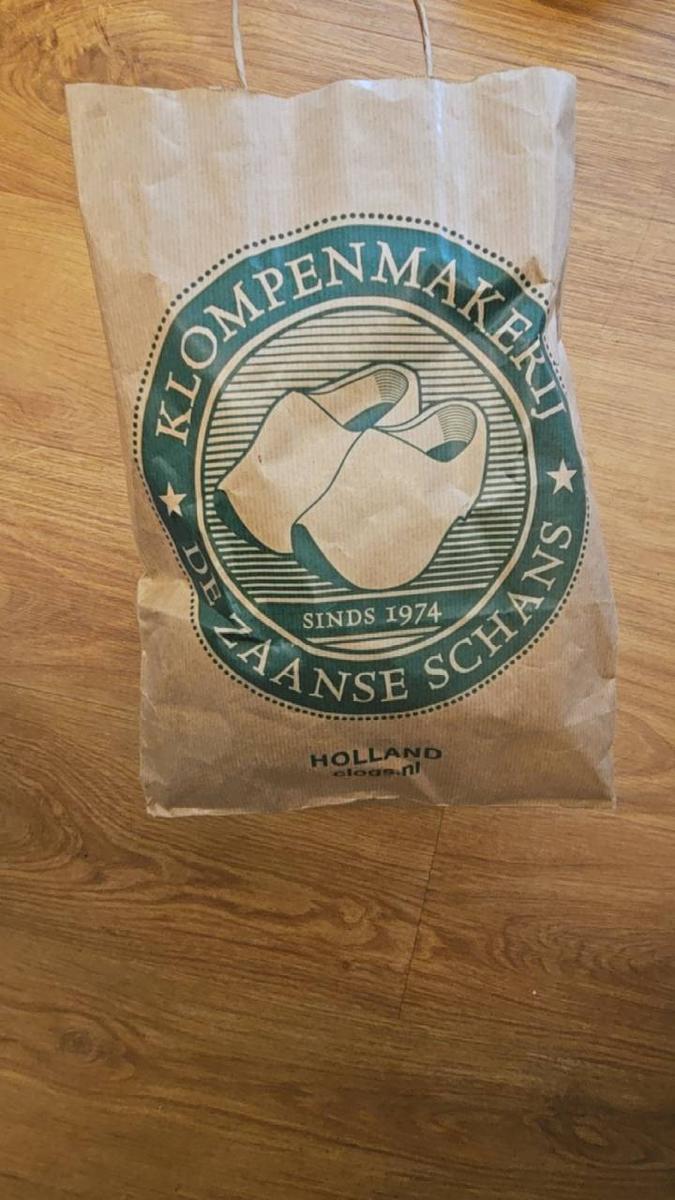 KLOMPENMAKERIJ
DE ZAANSE SCHANS
SINDS 1974
HOLLAND
clogs.nl